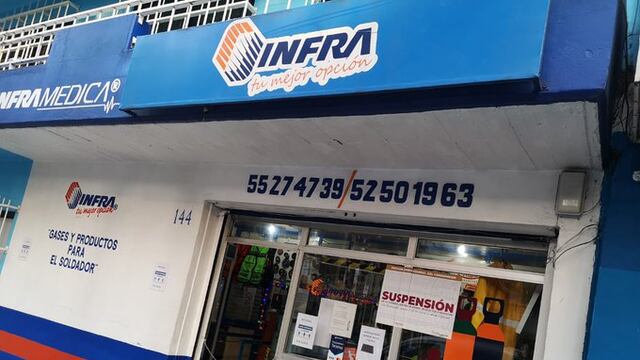 INFRA
tu mejor opción
INFRAMEDICA®
55274739/52501963
INFRA
tu mejor opción
144
"GASES Y PRODUCTOS
PARA
EL SOLDADOR"
SUSPENSIÓN